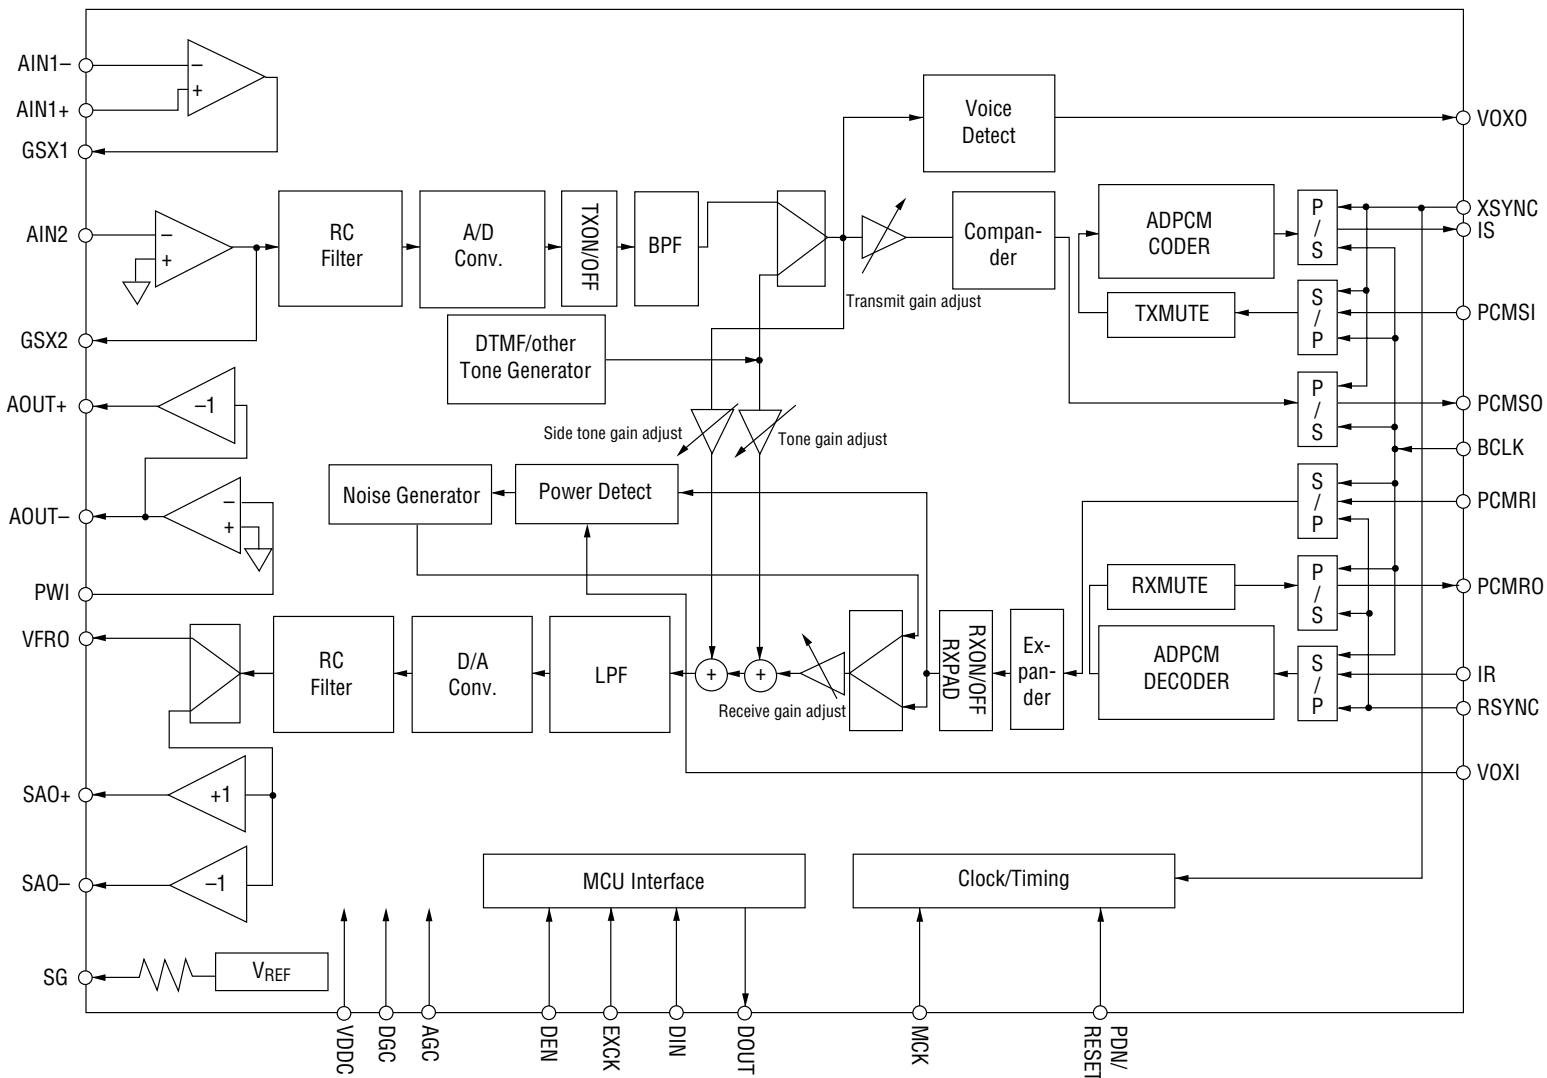 AIN1–
–
+
AIN1+
GSX1
Voice
Detect
VOXO
AIN2
–
+
RC
Filter
A/D
Conv.
TXON/OFF
BPF
Transmit gain adjust
Compan-
der
ADPCM
CODER
P
/
S
XSYNC
IS
TXMUTE
S
/
P
PCMSI
GSX2
DTMF/other
Tone Generator
AOUT+
–1
Side tone gain adjust
Tone gain adjust
P
/
S
PCMSO
BCLK
AOUT–
–
+
Noise Generator
Power Detect
S
/
P
PCMRI
PWI
RXMUTE
P
/
S
PCMRO
VFRO
RC
Filter
D/A
Conv.
LPF
+
+
Receive gain adjust
RXON/OFF
RXPAD
Ex-
pan-
der
ADPCM
DECODER
S
/
P
IR
RSYNC
VOXI
SAO+
+1
SAO–
–1
MCU Interface
Clock/Timing
SG
VREF
VDDC
DGC
AGC
DEN
EXCK
DIN
DOUT
MCK
PDN/
RESET